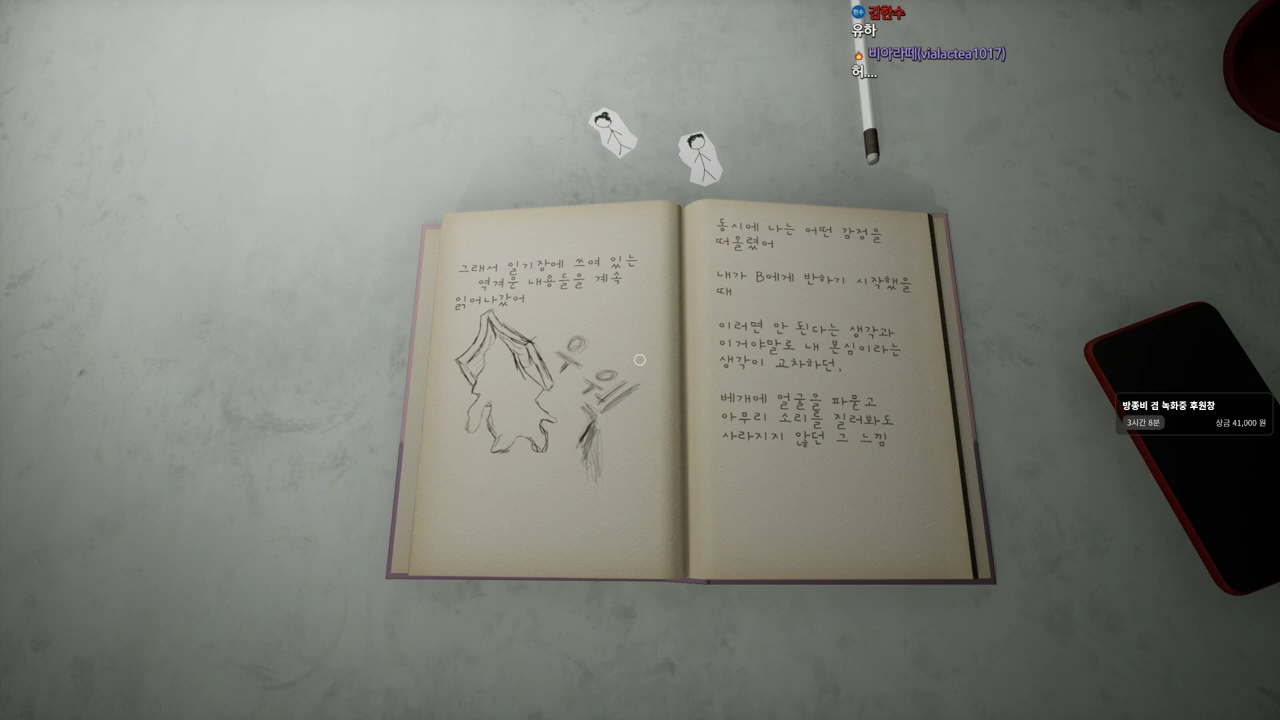 김한수
유하
비아라떼(vialactea1017)
허....
그래서 일기장에 쓰여 있는
역겨운 내용들을 계속
읽어나갔어
우
웩
동시에 나는 어떤 감정을
떠올렸어
내가 B에게 반하기 시작했을
때
이러면 안 된다는 생각과
이거야말로 내 본심이라는
생각이 교차하던,
베개에 얼굴을 파묻고
아무리 소리를 질러봐도
사라지지 않던 그 느낌
방종비 겸 녹화중 후원창
3시간 8분
상금 41,000 원